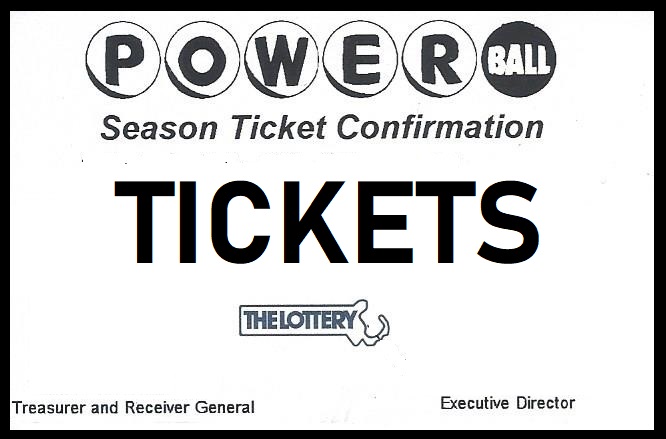 POWER BALL
Season Ticket Confirmation
TICKETS
THE LOTTERY
Treasurer and Receiver General
Executive Director